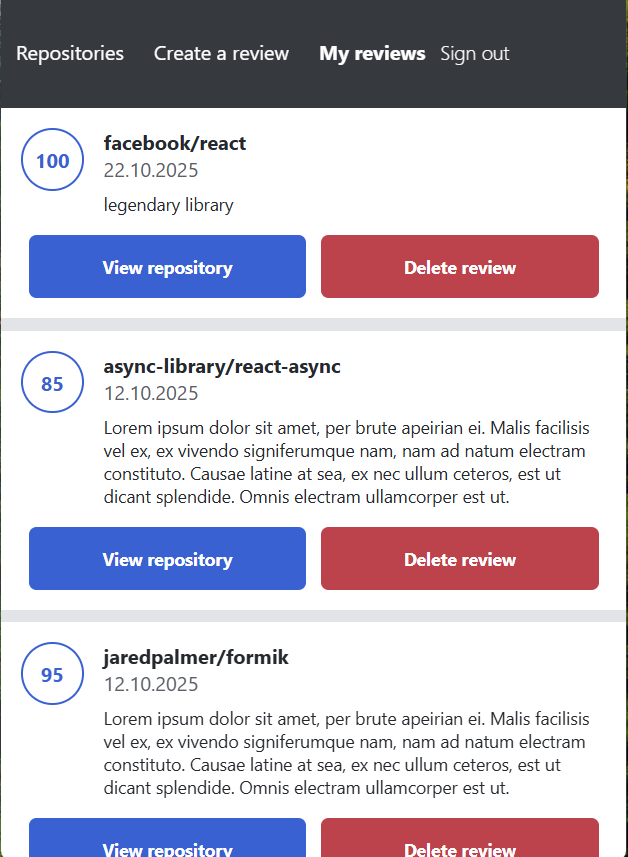 Repositories Create a review My reviews Sign out
100
facebook/react
22.10.2025
legendary library
View repository Delete review
85
async-library/react-async
12.10.2025
Lorem ipsum dolor sit amet, per brute apeirian ei. Malis facilisis
vel ex, ex vivendo signiferumque nam, nam ad natum electram
constituto. Causae latine at sea, ex nec ullum ceteros, est ut
dicant splendide. Omnis electram ullamcorper est ut.
View repository Delete review
95
jaredpalmer/formik
12.10.2025
Lorem ipsum dolor sit amet, per brute apeirian ei. Malis facilisis
vel ex, ex vivendo signiferumque nam, nam ad natum electram
constituto. Causae latine at sea, ex nec ullum ceteros, est ut
dicant splendide. Omnis electram ullamcorper est ut.
View repository Delete review